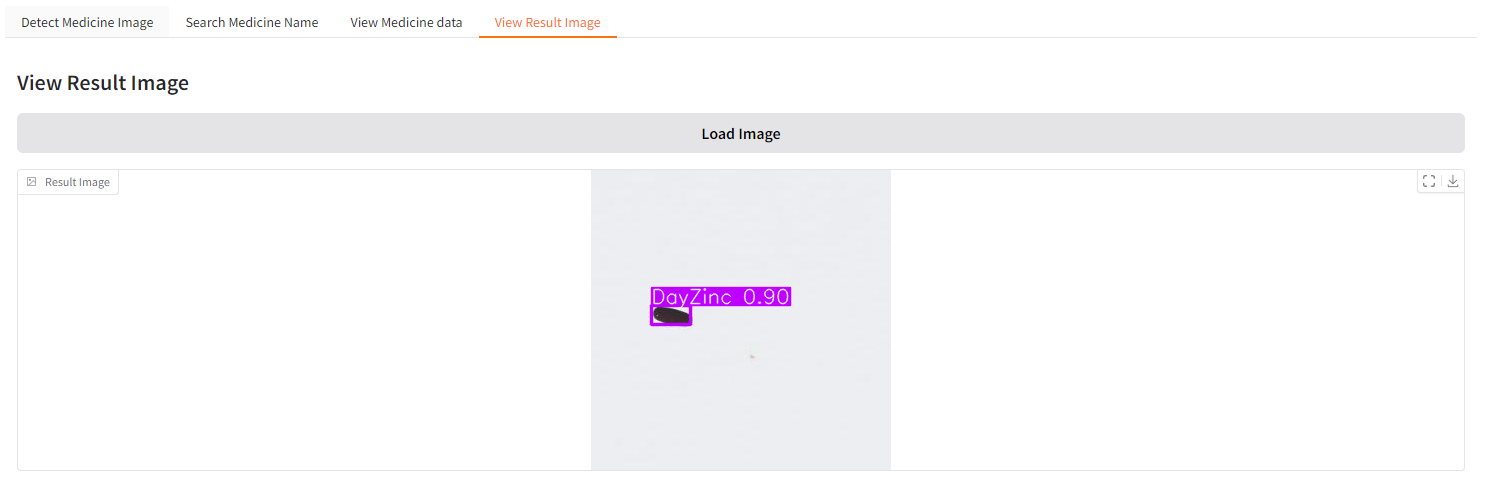 Detect Medicine Image
Search Medicine Name
View Medicine data
View Result Image
View Result Image
Load Image
Result Image
DayZinc 0.90